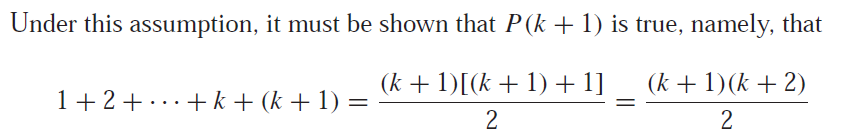 Under this assumption, it must be shown that P(k + 1) is true, namely, that
1 + 2 + · · · + k + (k + 1) = (k + 1)[(k + 1) + 1] / 2 = (k + 1)(k + 2) / 2